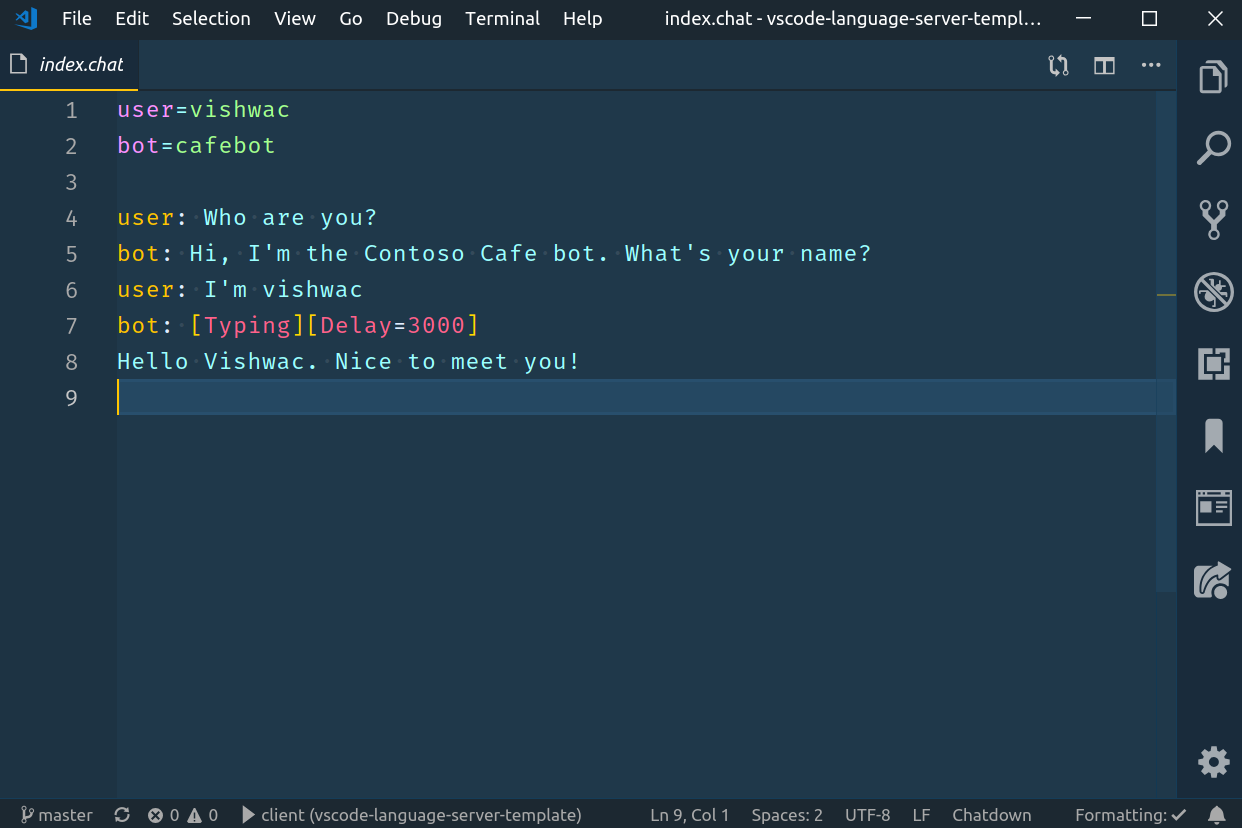 File Edit Selection View Go Debug Terminal Help index.chat - vscode-language-server-templ...
index.chat
1 user=vishwac
2 bot=cafebot
3
4 user: Who are you?
5 bot: Hi, I'm the Contoso Cafe bot. What's your name?
6 user: I'm vishwac
7 bot: [Typing][Delay=3000]
8 Hello Vishwac. Nice to meet you!
9
master 0 0 client (vscode-language-server-template) Ln 9, Col 1 Spaces: 2 UTF-8 LF Chatdown Formatting: